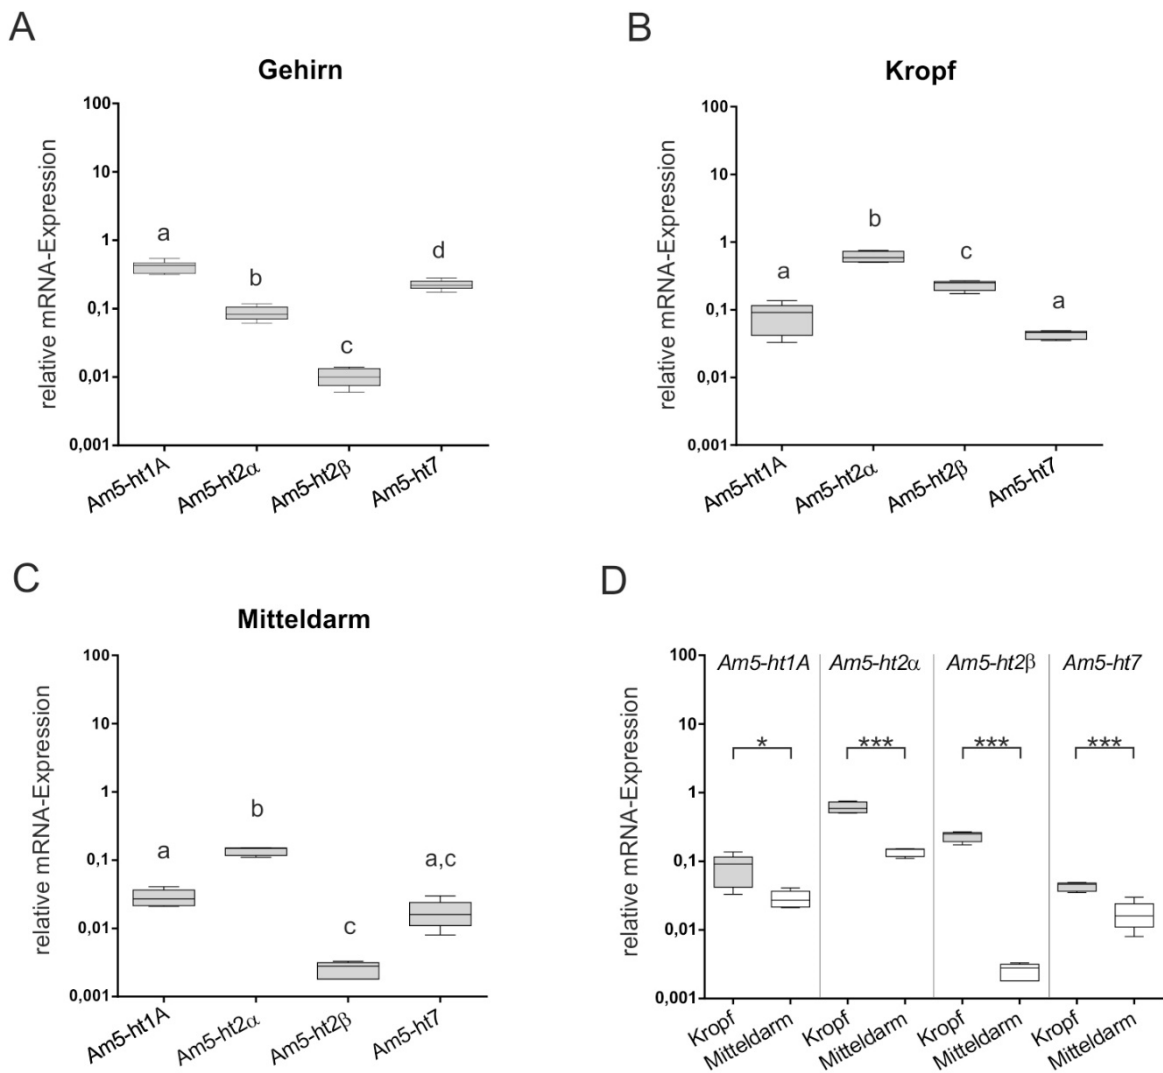 A
Gehirn
relative mRNA-Expression
100
10
1
0,1
0,01
0,001
a
b
c
d
Am5-ht1A
Am5-ht2α
Am5-ht2β
Am5-ht7
B
Kropf
relative mRNA-Expression
100
10
1
0,1
0,01
0,001
a
b
c
a
Am5-ht1A
Am5-ht2α
Am5-ht2β
Am5-ht7
C
Mitteldarm
relative mRNA-Expression
100
10
1
0,1
0,01
0,001
a
b
c
a,c
Am5-ht1A
Am5-ht2α
Am5-ht2β
Am5-ht7
D
relative mRNA-Expression
100
10
1
0,1
0,01
0,001
Am5-ht1A
Am5-ht2α
Am5-ht2β
Am5-ht7
*
***
***
***
Kropf
Mitteldarm
Kropf
Mitteldarm
Kropf
Mitteldarm
Kropf
Mitteldarm